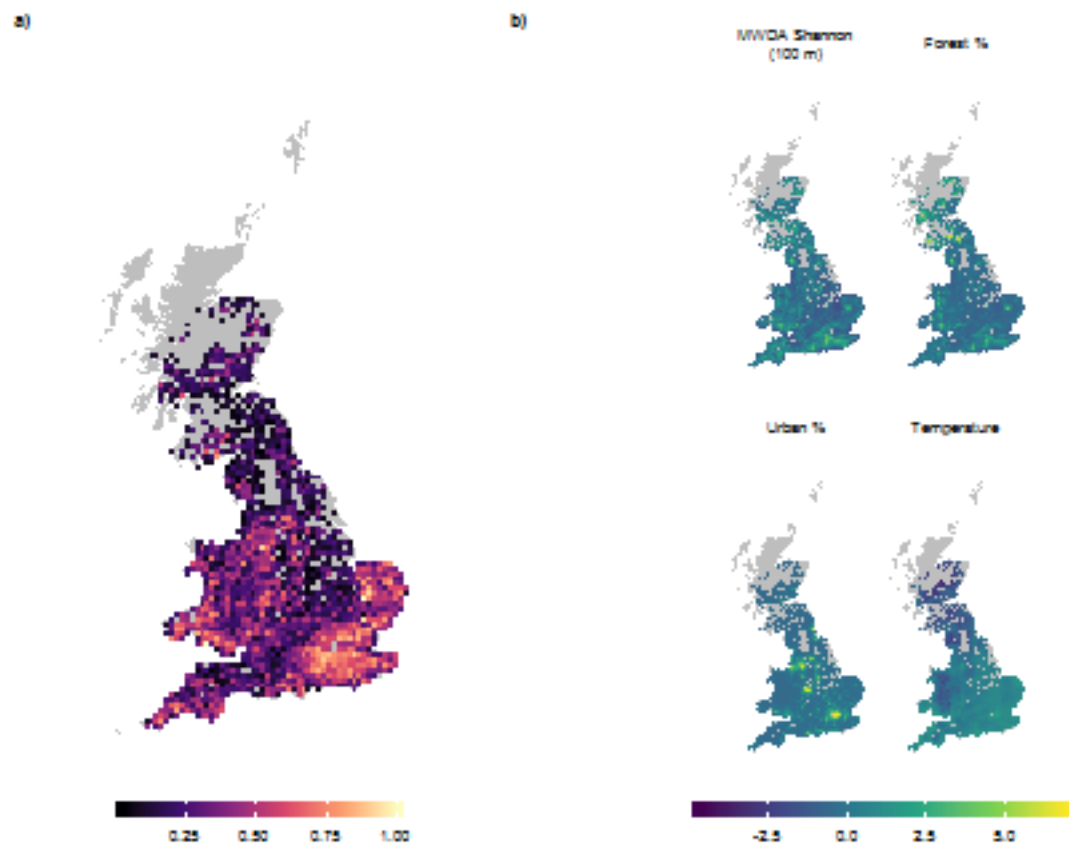 a)
b)
MWDA Shannon
(100 m)
Forest %
Urban %
Temperature
0.25 0.50 0.75 1.00
-2.5 0.0 2.5 5.0